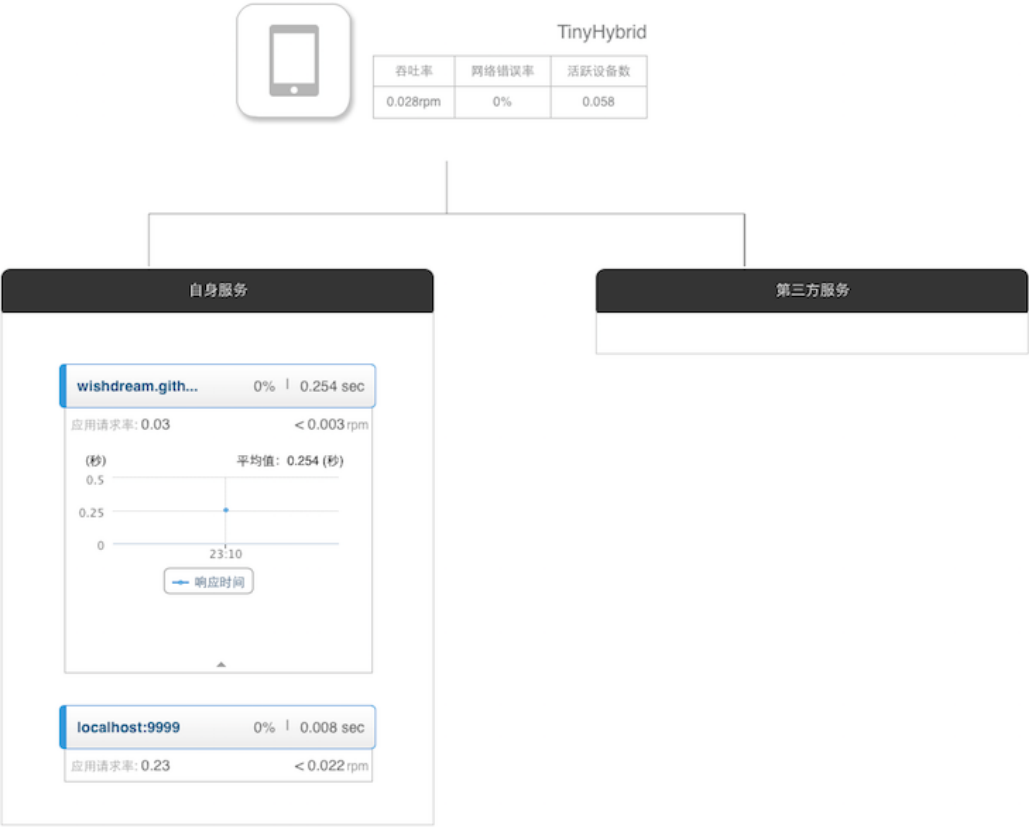 TinyHybrid
吞吐率 网络错误率 活跃设备数
0.028rpm 0% 0.058
自身服务
第三方服务
wishdream.gith... 0% | 0.254 sec
应用请求率: 0.03 < 0.003 rpm
(秒) 平均值: 0.254 (秒)
0.5
0.25
0
23:10
响应时间
localhost:9999 0% | 0.008 sec
应用请求率: 0.23 < 0.022 rpm